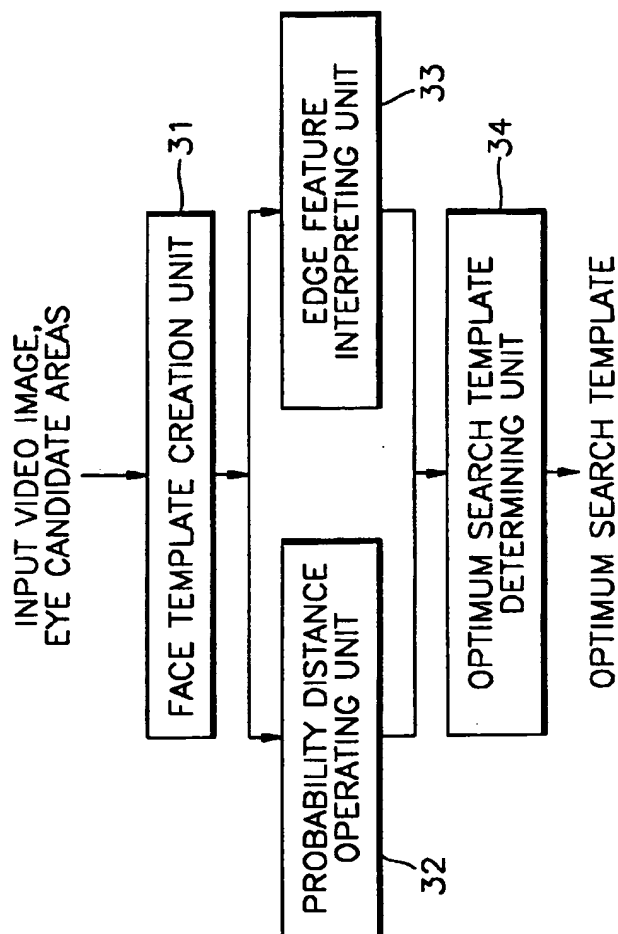 INPUT VIDEO IMAGE,
EYE CANDIDATE AREAS
FACE TEMPLATE CREATION UNIT
31
PROBABILITY DISTANCE
OPERATING UNIT
32
EDGE FEATURE
INTERPRETING UNIT
33
OPTIMUM SEARCH TEMPLATE
DETERMINING UNIT
34
OPTIMUM SEARCH TEMPLATE